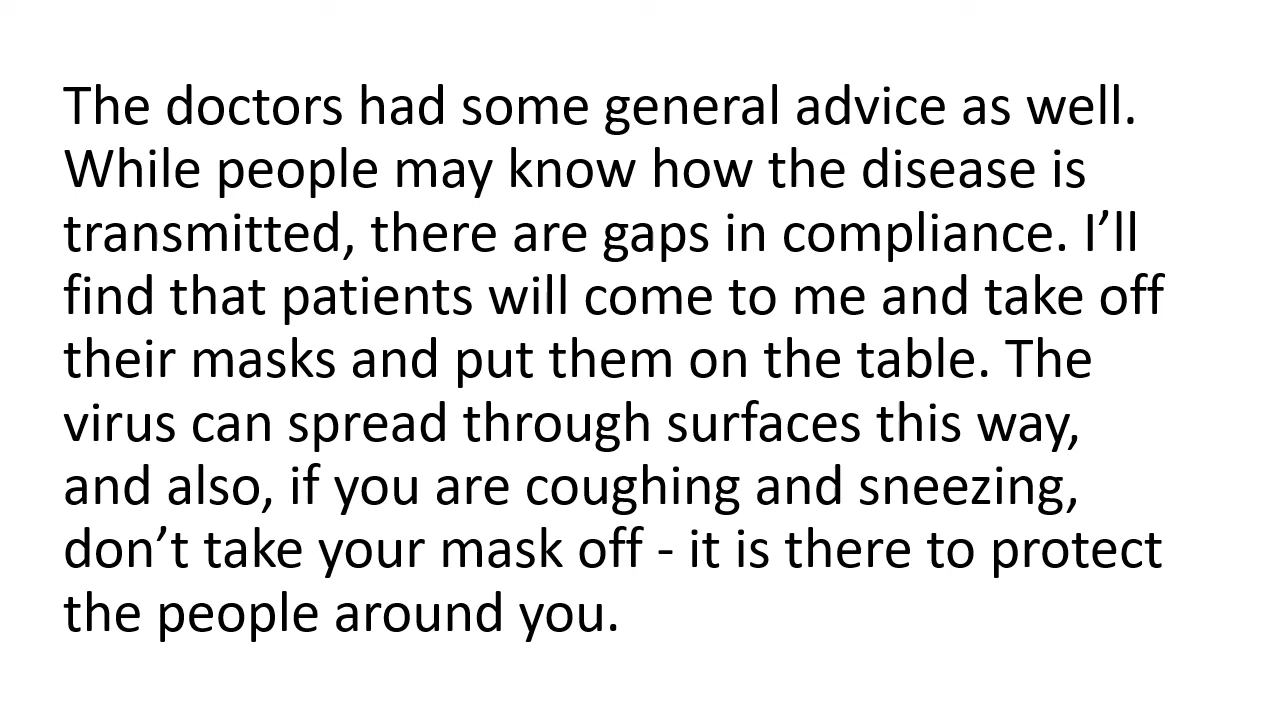 The doctors had some general advice as well.
While people may know how the disease is
transmitted, there are gaps in compliance. I’ll
find that patients will come to me and take off
their masks and put them on the table. The
virus can spread through surfaces this way,
and also, if you are coughing and sneezing,
don’t take your mask off - it is there to protect
the people around you.